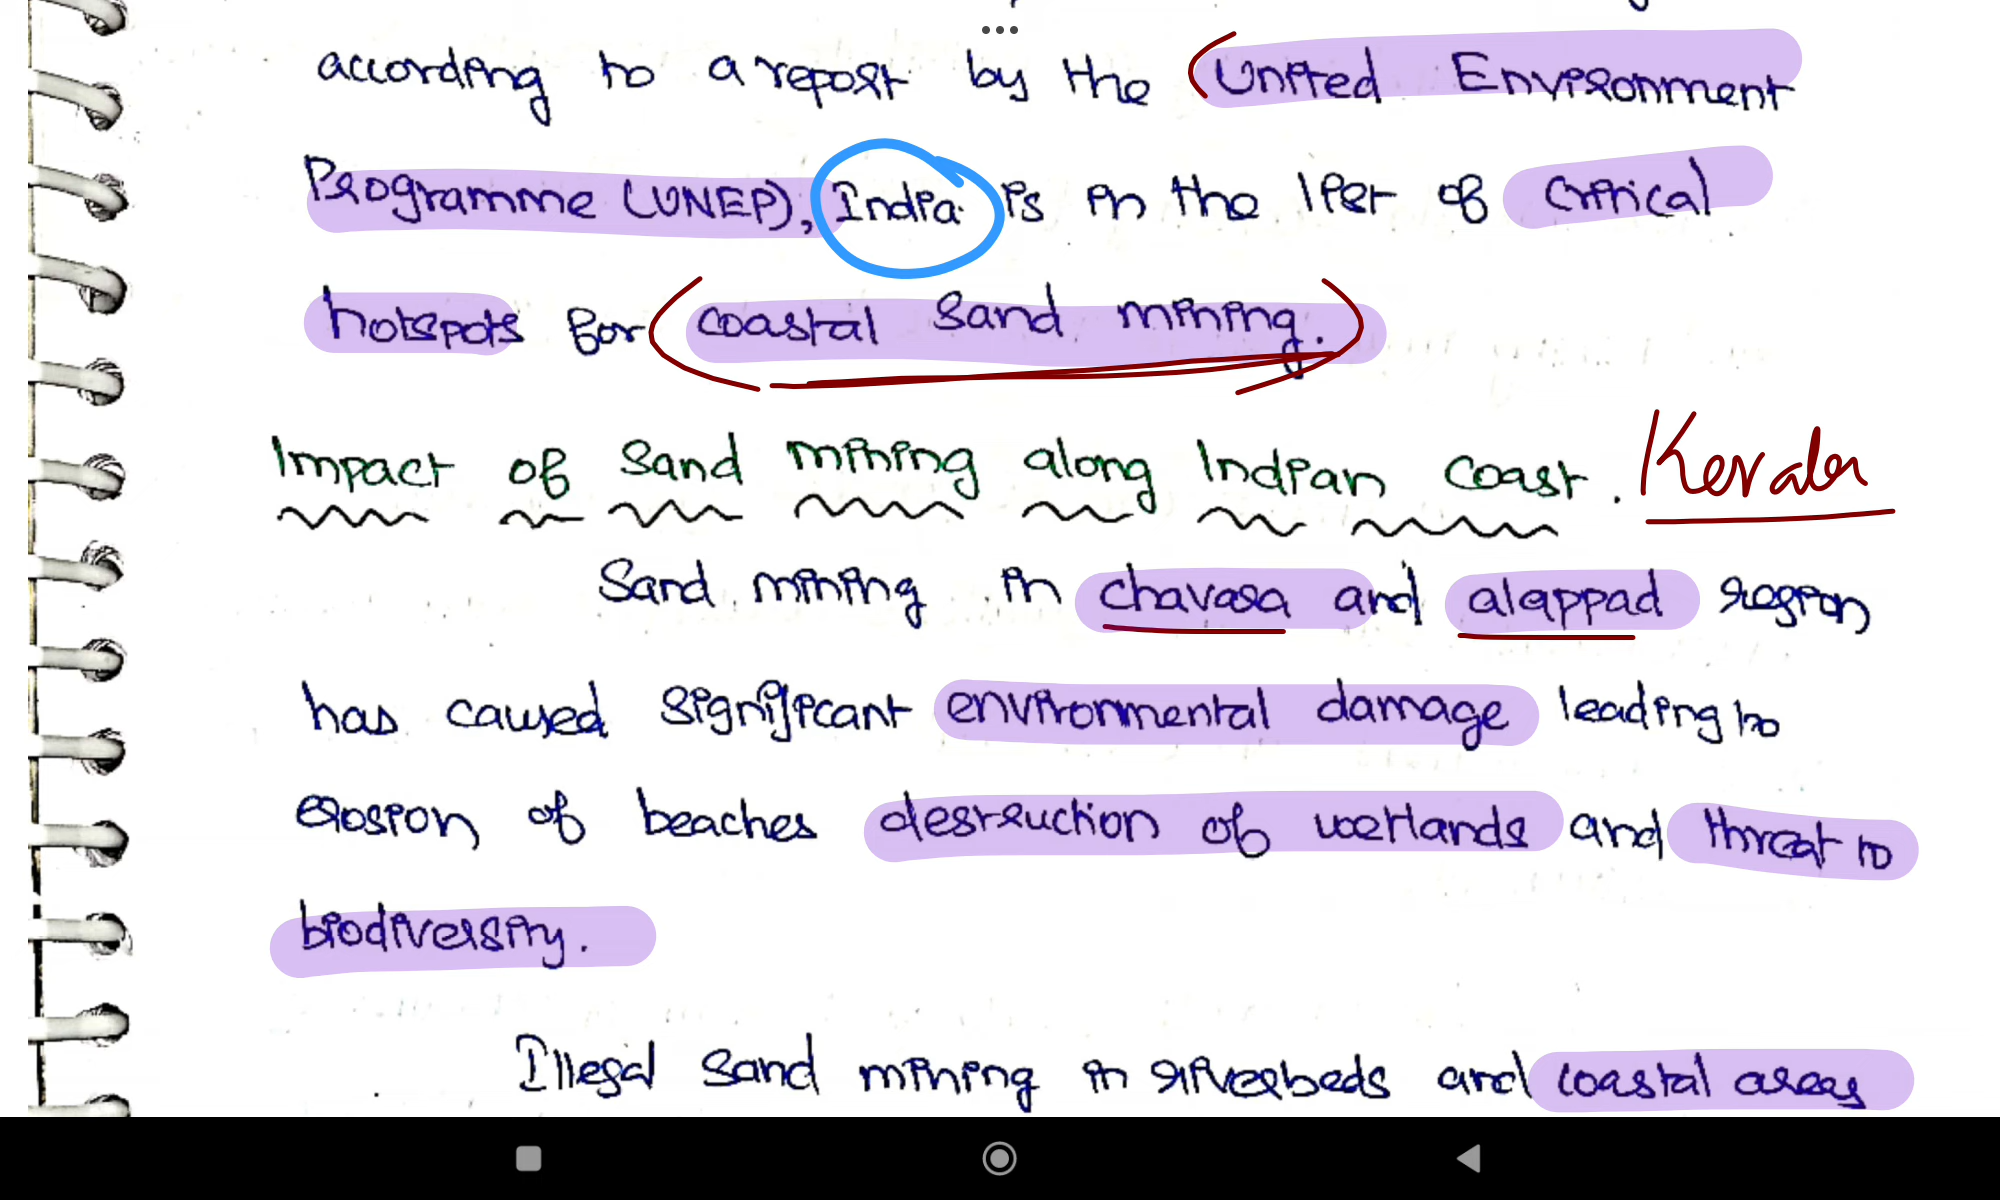 according to a report by the United Environment
Programme (UNEP), India is in the list of critical
hotspots for (coastal sand mining.)
Impact of sand mining along Indian coast. Kerala
Sand mining in chavara and alappad region
has caused significant environmental damage leading to
erosion of beaches destruction of wetlands and threat to
biodiversity.
Illegal sand mining in riverbeds and coastal areas